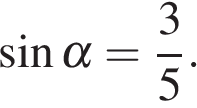 sin α = 3/5.